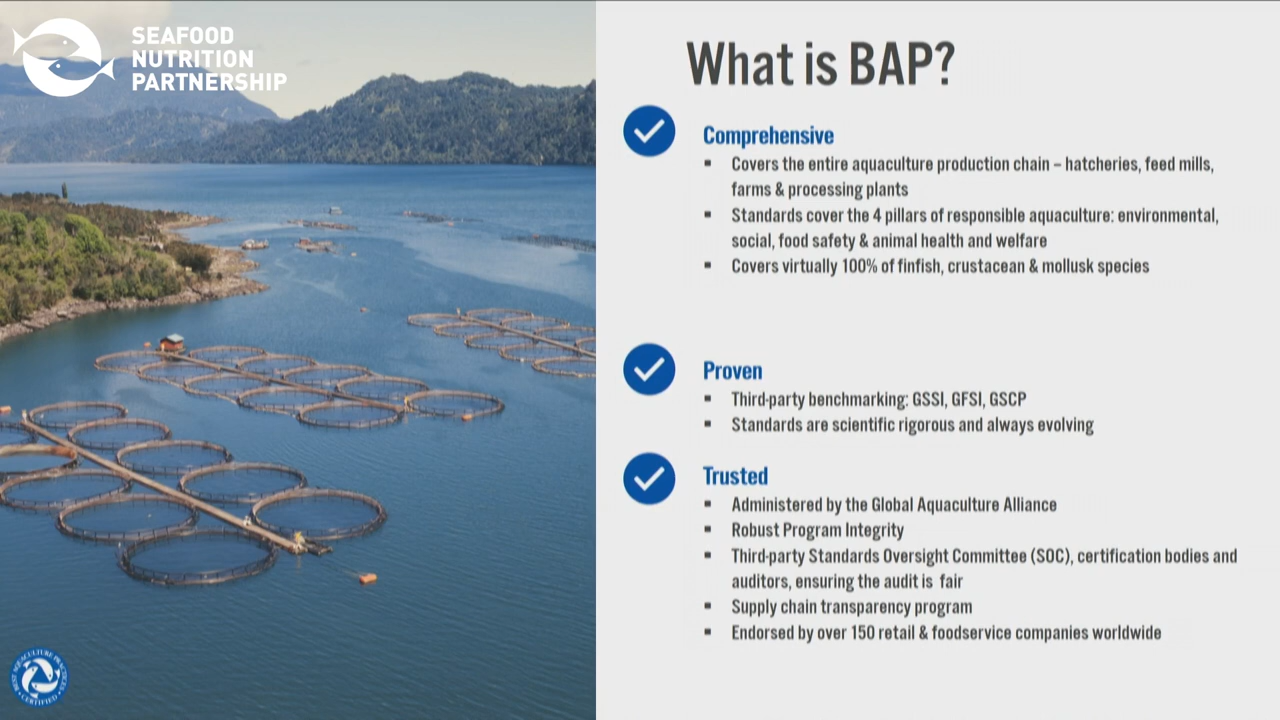 SEAFOOD
NUTRITION
PARTNERSHIP
What is BAP?
Comprehensive
▪ Covers the entire aquaculture production chain – hatcheries, feed mills,
farms & processing plants
▪ Standards cover the 4 pillars of responsible aquaculture: environmental,
social, food safety & animal health and welfare
▪ Covers virtually 100% of finfish, crustacean & mollusk species
Proven
▪ Third-party benchmarking: GSSI, GFSI, GSCP
▪ Standards are scientific rigorous and always evolving
Trusted
▪ Administered by the Global Aquaculture Alliance
▪ Robust Program Integrity
▪ Third-party Standards Oversight Committee (SOC), certification bodies and
auditors, ensuring the audit is fair
▪ Supply chain transparency program
▪ Endorsed by over 150 retail & foodservice companies worldwide
BEST AQUACULTURE PRACTICES
CERTIFIED